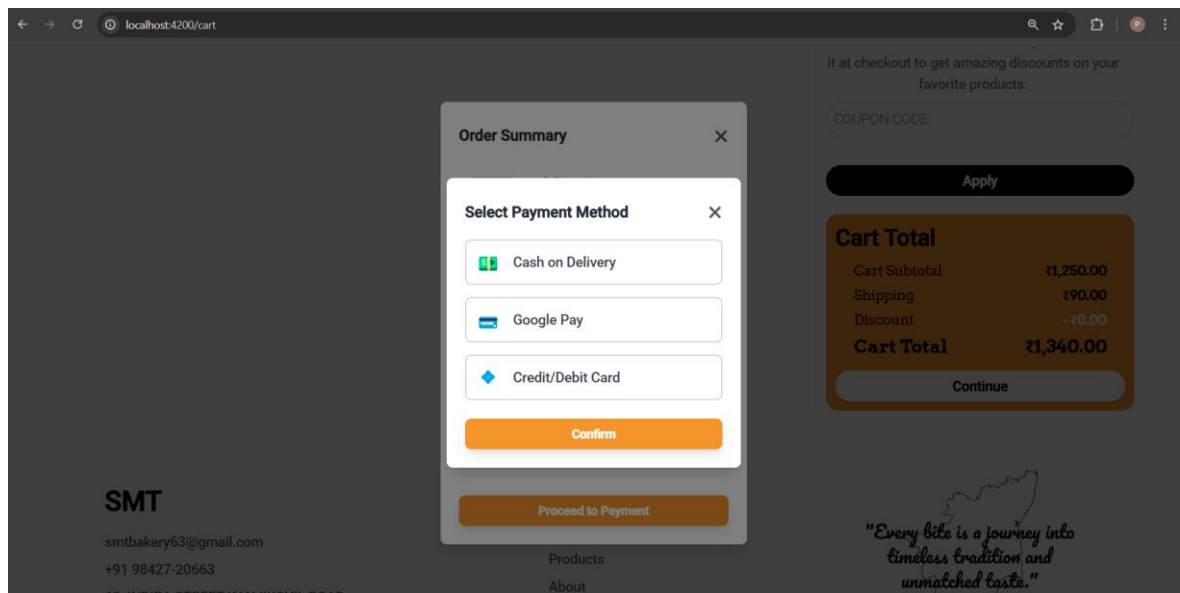 localhost:4200/cart
P
it at checkout to get amazing discounts on your
favorite products.
COUPON CODE
Apply
Order Summary
Select Payment Method
Cash on Delivery
Google Pay
Credit/Debit Card
Confirm
Proceed to Payment
Cart Total
Cart Subtotal ₹1,250.00
Shipping ₹90.00
Discount - ₹0.00
Cart Total ₹1,340.00
Continue
SMT
smtbakery63@gmail.com
+91 98427-20663
Products
About
"Every bite is a journey into
timeless tradition and
unmatched taste."